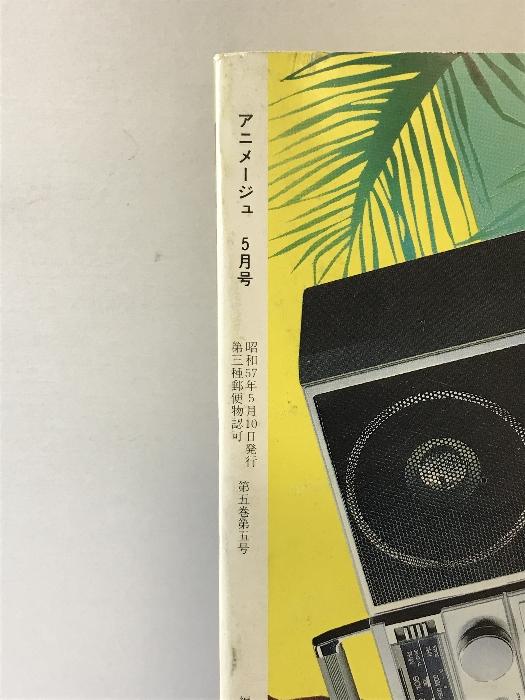 アニメージュ 5月号
昭和57年5月10日発行
第三種郵便物認可
第五巻第五号